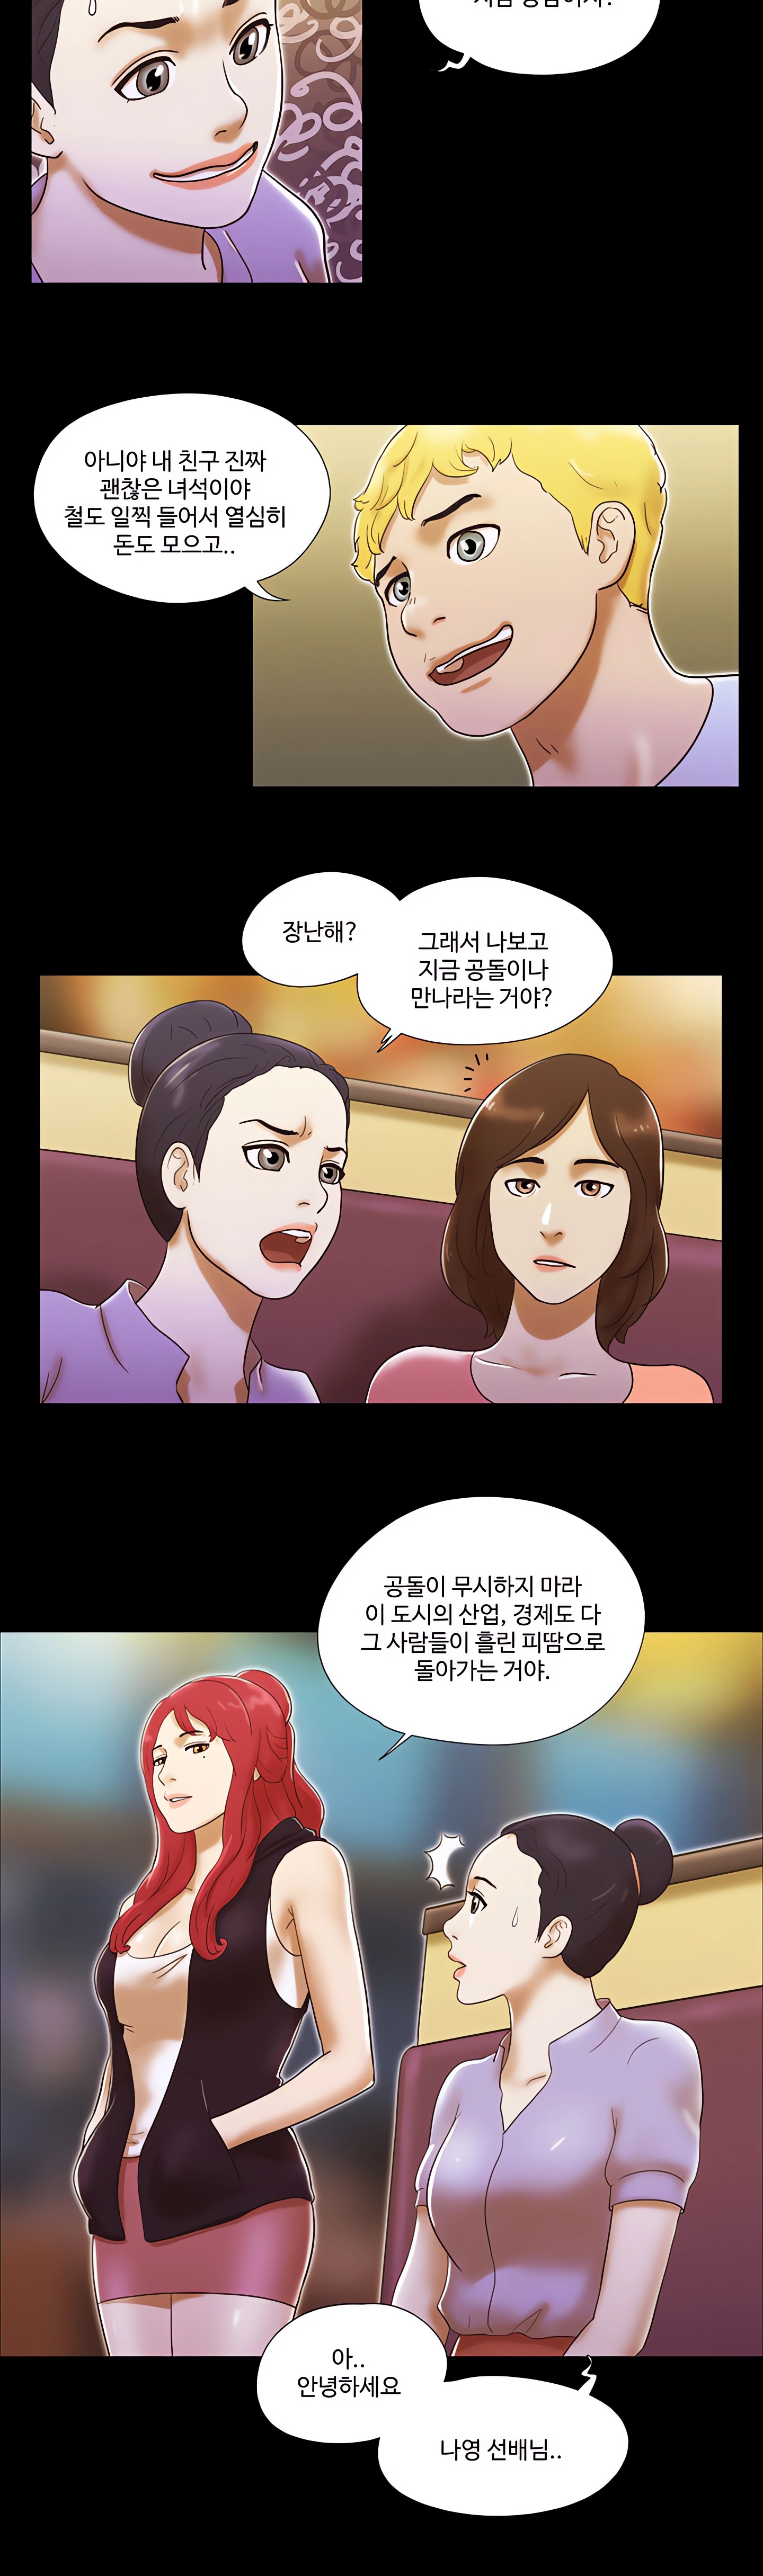 아니야 내 친구 진짜
괜찮은 녀석이야
철도 일찍 들어서 열심히
돈도 모으고..
장난해?
그래서 나보고
지금 공돌이나
만나라는 거야?
공돌이 무시하지 마라
이 도시의 산업, 경제도 다
그 사람들이 흘린 피땀으로
돌아가는 거야.
아..
안녕하세요
나영 선배님..